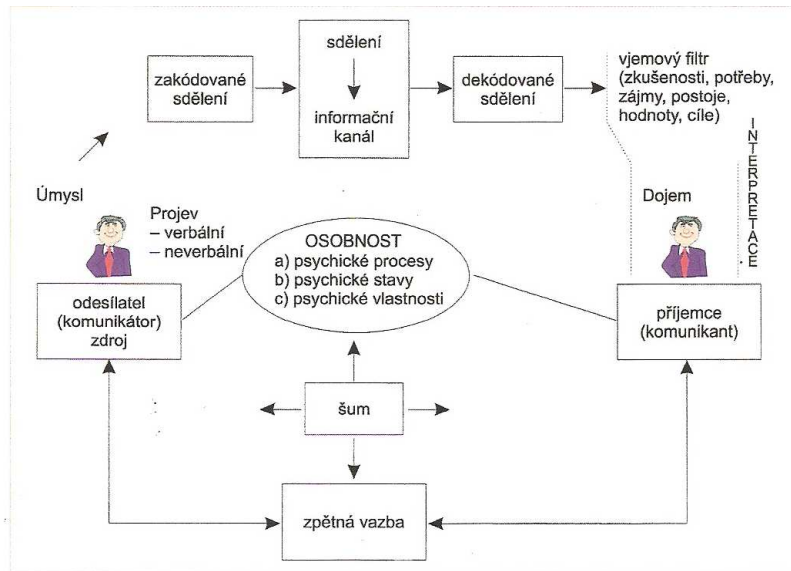 sdělení
informační
kanál
zakódované
sdělení
dekódované
sdělení
vjemový filtr
(zkušenosti, potřeby,
zájmy, postoje,
hodnoty, cíle)
INTERPRETACE
Úmysl
Projev
– verbální
– neverbální
Dojem
OSOBNOST
a) psychické procesy
b) psychické stavy
c) psychické vlastnosti
odesílatel
(komunikátor)
zdroj
příjemce
(komunikant)
šum
zpětná vazba